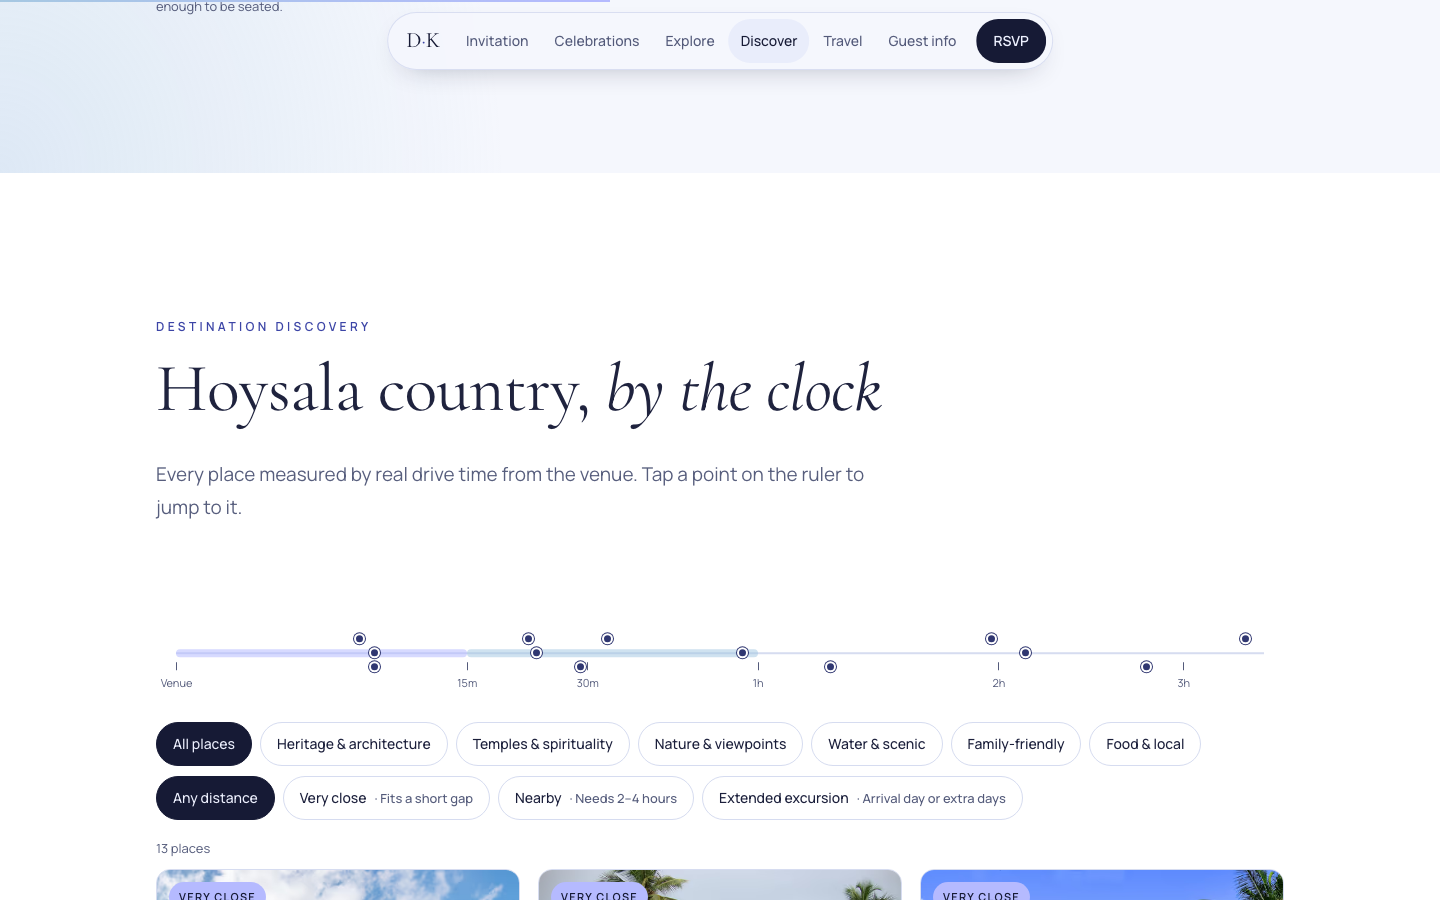 enough to be seated.
D·K Invitation Celebrations Explore Discover Travel Guest info RSVP
DESTINATION DISCOVERY
Hoysala country, by the clock
Every place measured by real drive time from the venue. Tap a point on the ruler to
jump to it.
Venue 15m 30m 1h 2h 3h
All places Heritage & architecture Temples & spirituality Nature & viewpoints Water & scenic Family-friendly Food & local
Any distance Very close · Fits a short gap Nearby · Needs 2–4 hours Extended excursion · Arrival day or extra days
13 places
VERY CLOSE VERY CLOSE VERY CLOSE